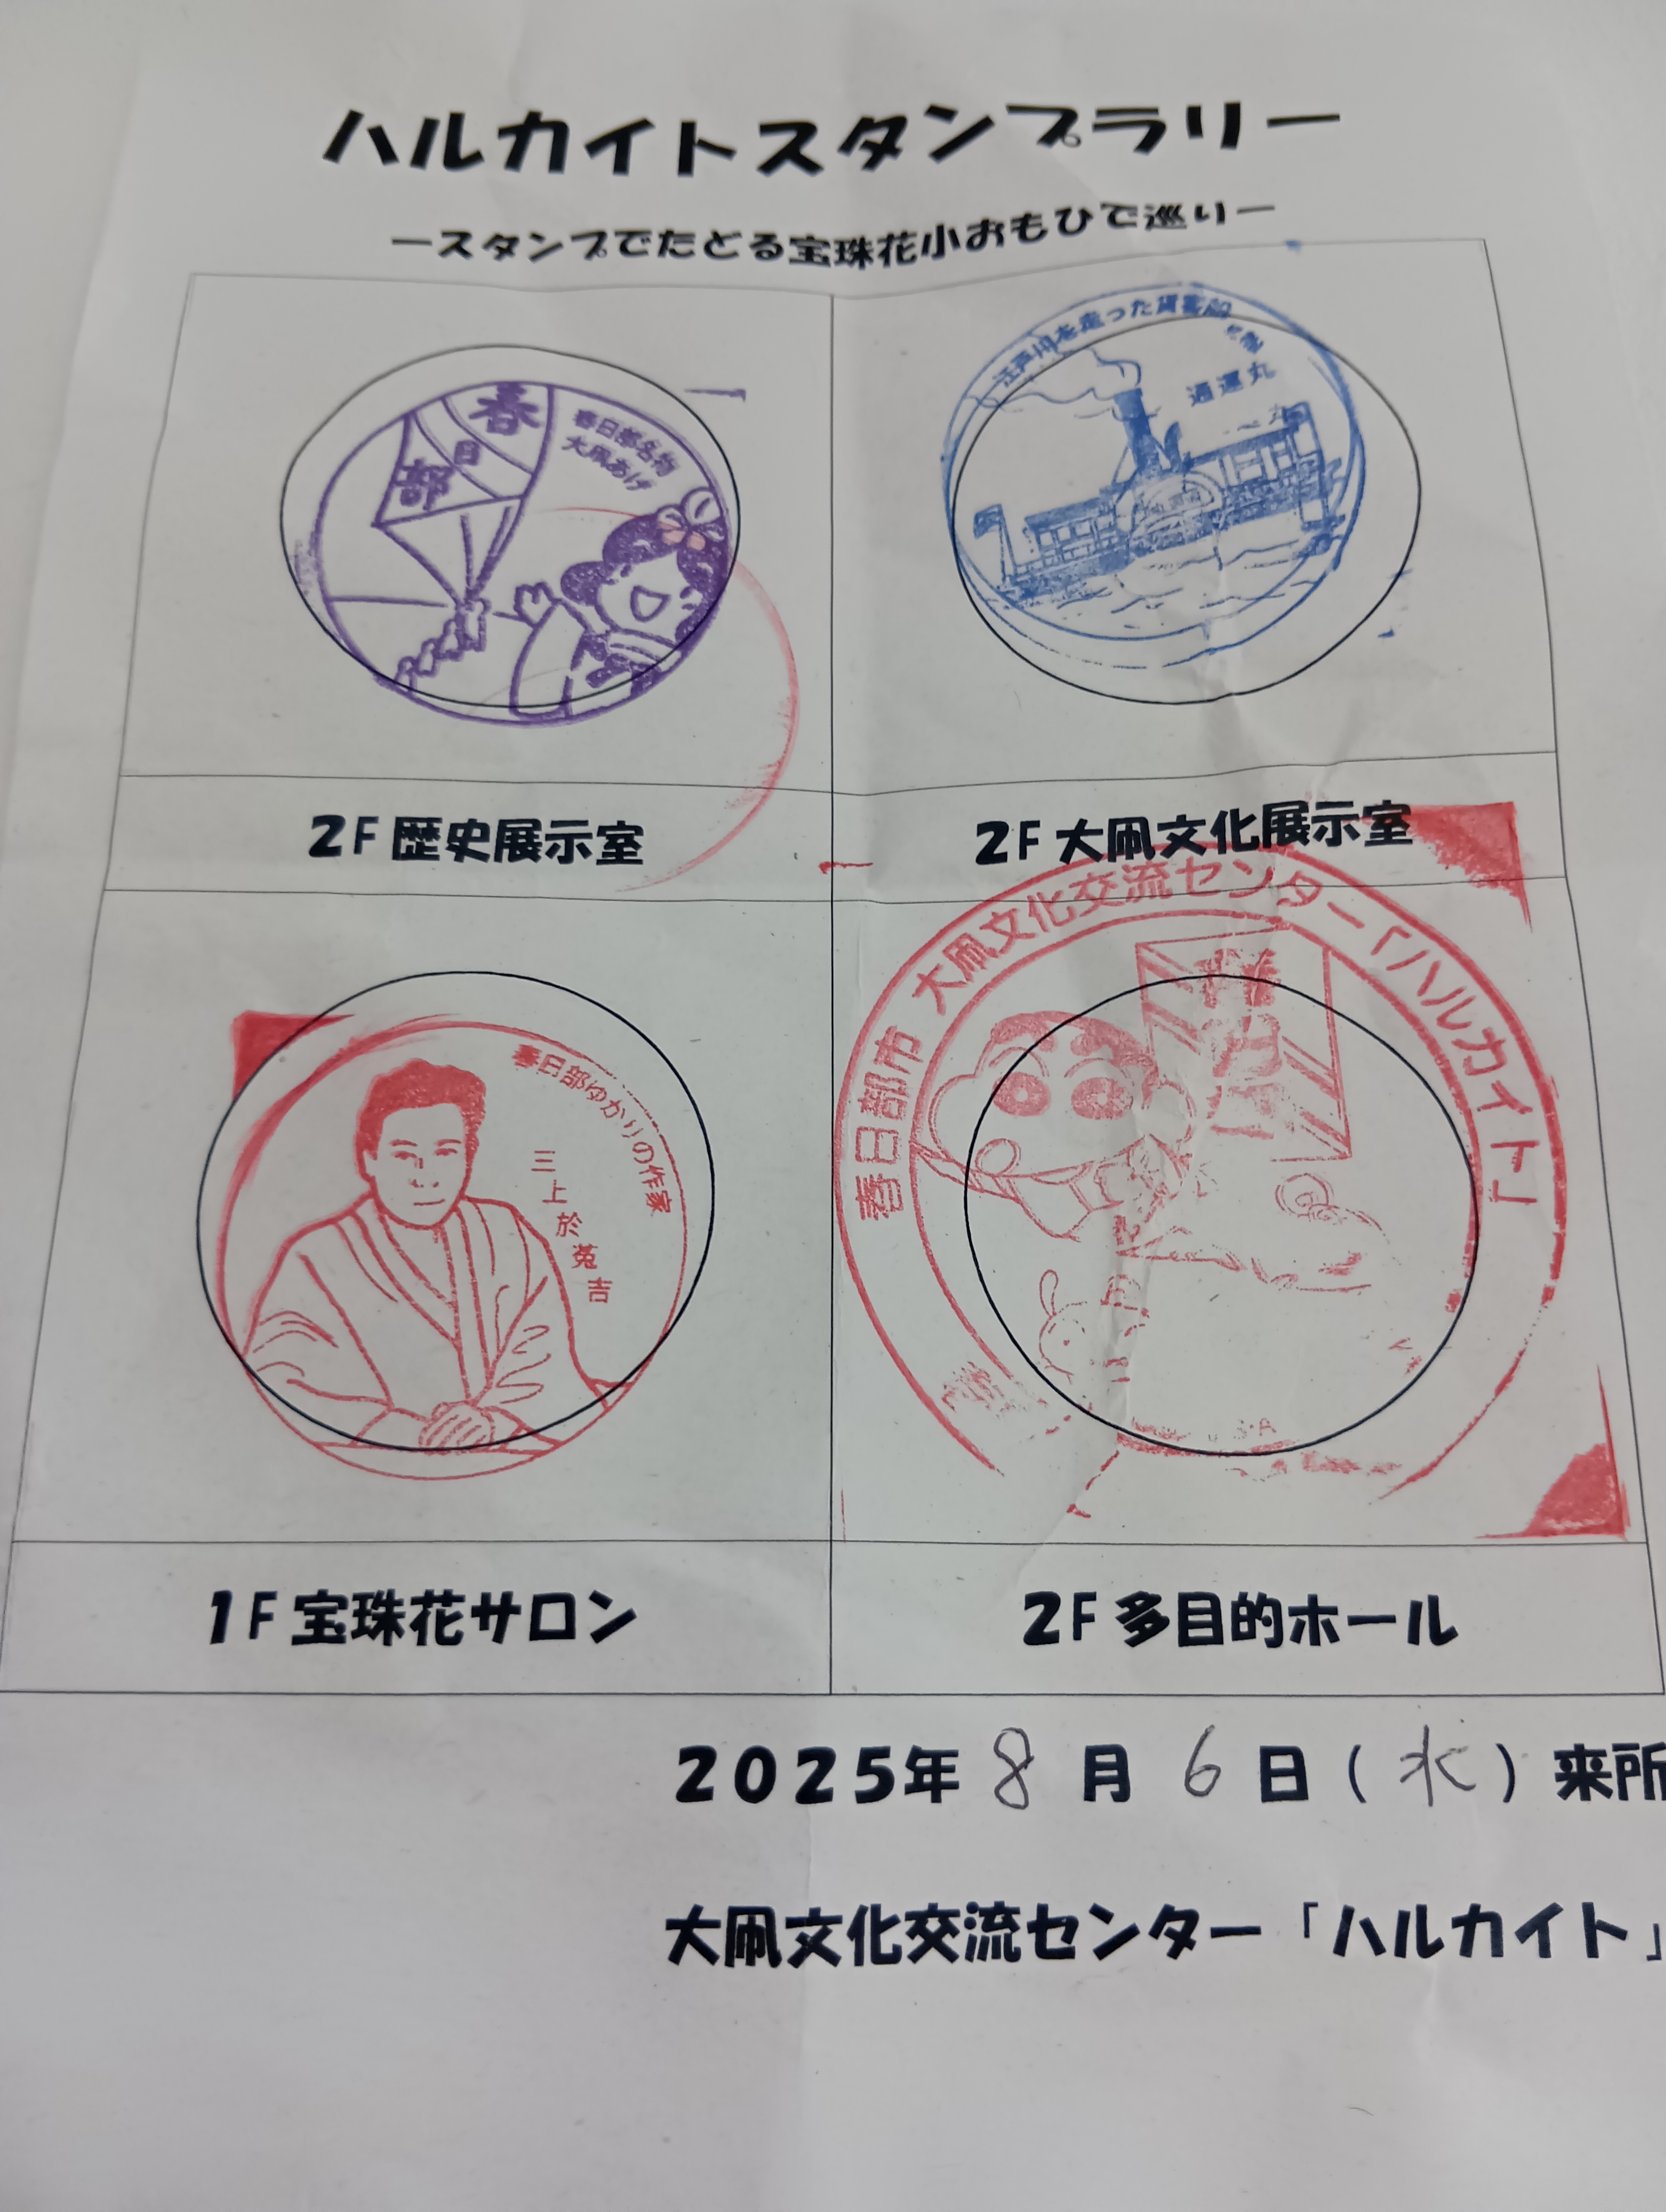 ハルカイトスタンプラリー
―スタンプでたどる宝珠花小おもひで巡り―
春日部
春日部名物
大凧あげ
江戸川を走った貨客船
通運丸
2F 歴史展示室
2F 大凧文化展示室
春日部ゆかりの作家
三上於菟吉
春日部市 大凧文化交流センター「ハルカイト」
1F 宝珠花サロン
2F 多目的ホール
2025年 8 月 6 日（水）来所
大凧文化交流センター「ハルカイト」